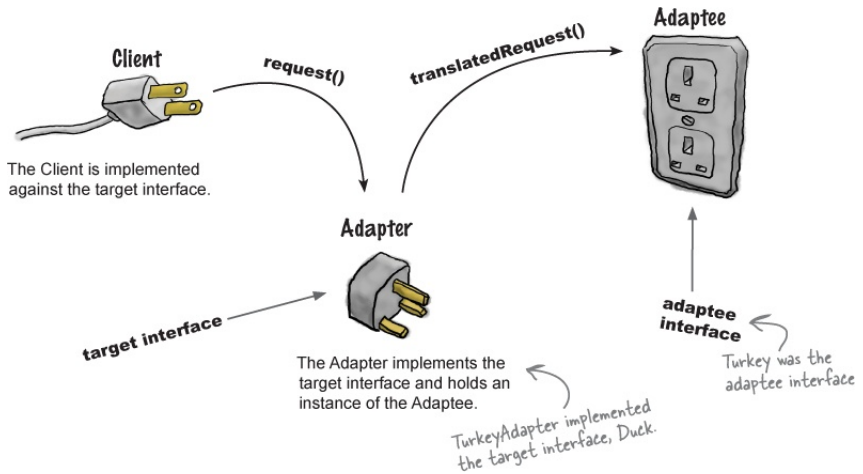 Client
request()
translatedRequest()
Adaptee
The Client is implemented
against the target interface.
Adapter
target interface
The Adapter implements the
target interface and holds an
instance of the Adaptee.
TurkeyAdapter implemented
the target interface, Duck.
adaptee
interface
Turkey was the
adaptee interface